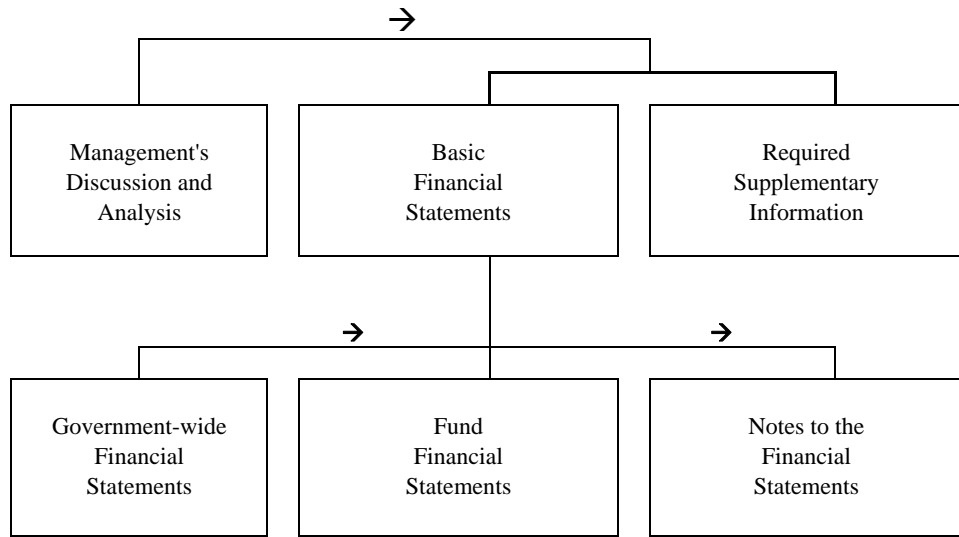 →
Management's
Discussion and
Analysis
Basic
Financial
Statements
Required
Supplementary
Information
→
→
Government-wide
Financial
Statements
Fund
Financial
Statements
Notes to the
Financial
Statements